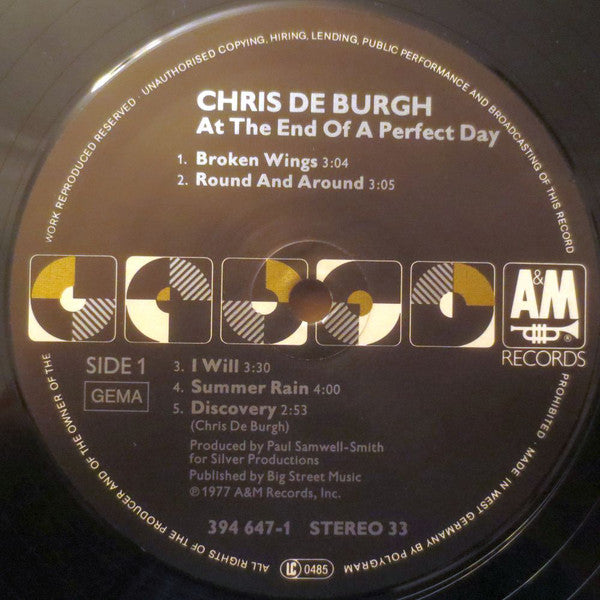 CHRIS DE BURGH
At The End Of A Perfect Day
1. Broken Wings 3:04
2. Round And Around 3:05
A&M
®
RECORDS
SIDE 1
GEMA
3. I Will 3:30
4. Summer Rain 4:00
5. Discovery 2:53
(Chris De Burgh)
Produced by Paul Samwell-Smith
for Silver Productions
Published by Big Street Music
©1977 A&M Records, Inc.
394 647-1 STEREO 33
LC 0485
ALL RIGHTS OF THE PRODUCER AND OF THE OWNER OF THE WORK REPRODUCED RESERVED · UNAUTHORISED COPYING, HIRING, LENDING, PUBLIC PERFORMANCE AND BROADCASTING OF THIS RECORD PROHIBITED MADE IN WEST GERMANY BY POLYGRAM